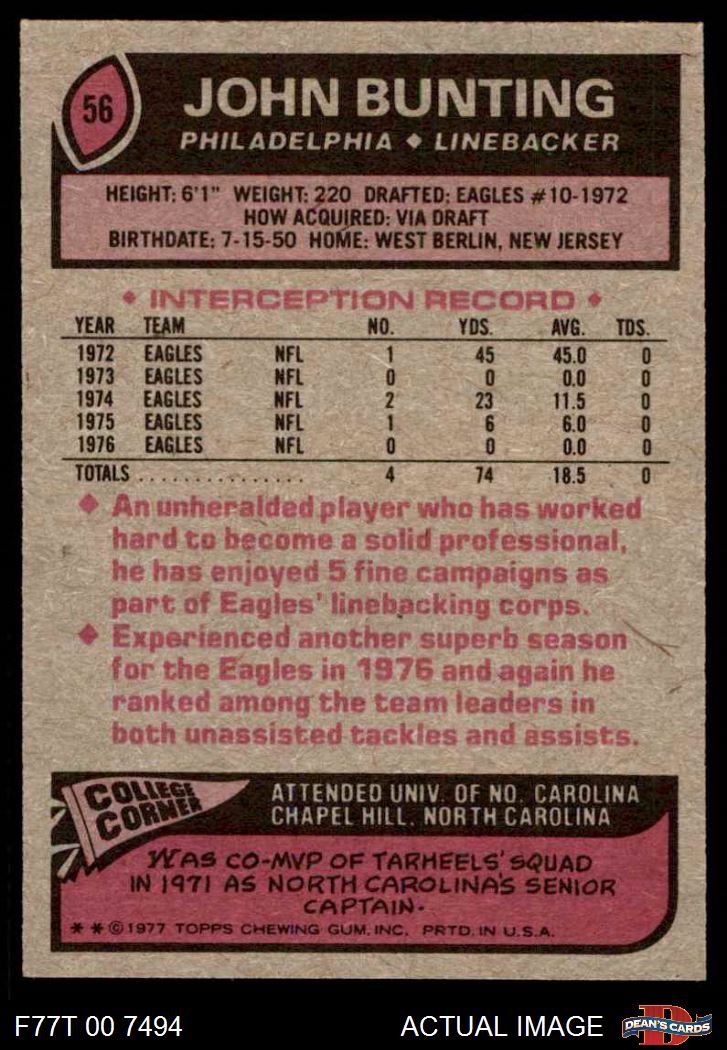 56
JOHN BUNTING
PHILADELPHIA ◆ LINEBACKER
HEIGHT: 6'1" WEIGHT: 220 DRAFTED: EAGLES #10-1972
HOW ACQUIRED: VIA DRAFT
BIRTHDATE: 7-15-50 HOME: WEST BERLIN, NEW JERSEY
◆ INTERCEPTION RECORD ◆
YEAR TEAM NO. YDS. AVG. TDS.
1972 EAGLES NFL 1 45 45.0 0
1973 EAGLES NFL 0 0 0.0 0
1974 EAGLES NFL 2 23 11.5 0
1975 EAGLES NFL 1 6 6.0 0
1976 EAGLES NFL 0 0 0.0 0
TOTALS . . . . . . . . . . . . . . . 4 74 18.5 0
◆ An unheralded player who has worked
hard to become a solid professional,
he has enjoyed 5 fine campaigns as
part of Eagles' linebacking corps.
◆ Experienced another superb season
for the Eagles in 1976 and again he
ranked among the team leaders in
both unassisted tackles and assists.
COLLEGE
CORNER
ATTENDED UNIV. OF NO. CAROLINA
CHAPEL HILL, NORTH CAROLINA
WAS CO-MVP OF TARHEELS' SQUAD
IN 1971 AS NORTH CAROLINA'S SENIOR
CAPTAIN.
* * © 1977 TOPPS CHEWING GUM, INC. PRTD. IN U.S.A.
F77T 00 7494 ACTUAL IMAGE
D
DEAN'S CARDS